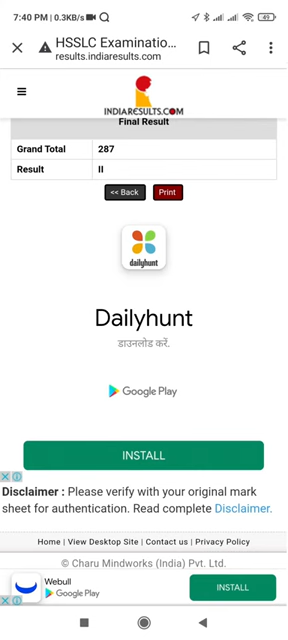 7:40 PM | 0.3KB/s
49
HSSLC Examinatio...
results.indiaresults.com
INDIARESULTS.COM
Final Result
Grand Total 287
Result II
<< Back Print
dailyhunt
Dailyhunt
डाउनलोड करें.
Google Play
INSTALL
Disclaimer : Please verify with your original mark
sheet for authentication. Read complete Disclaimer.
Home | View Desktop Site | Contact us | Privacy Policy
© Charu Mindworks (India) Pvt. Ltd.
Webull
Google Play
INSTALL